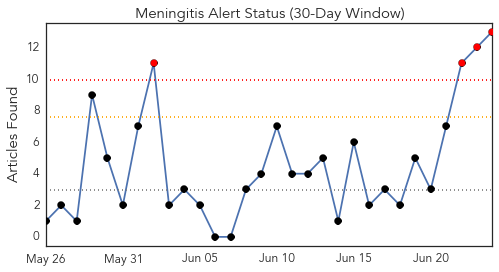 Meningitis Alert Status (30-Day Window)
Articles Found
12
10
8
6
4
2
0
May 26
May 31
Jun 05
Jun 10
Jun 15
Jun 20